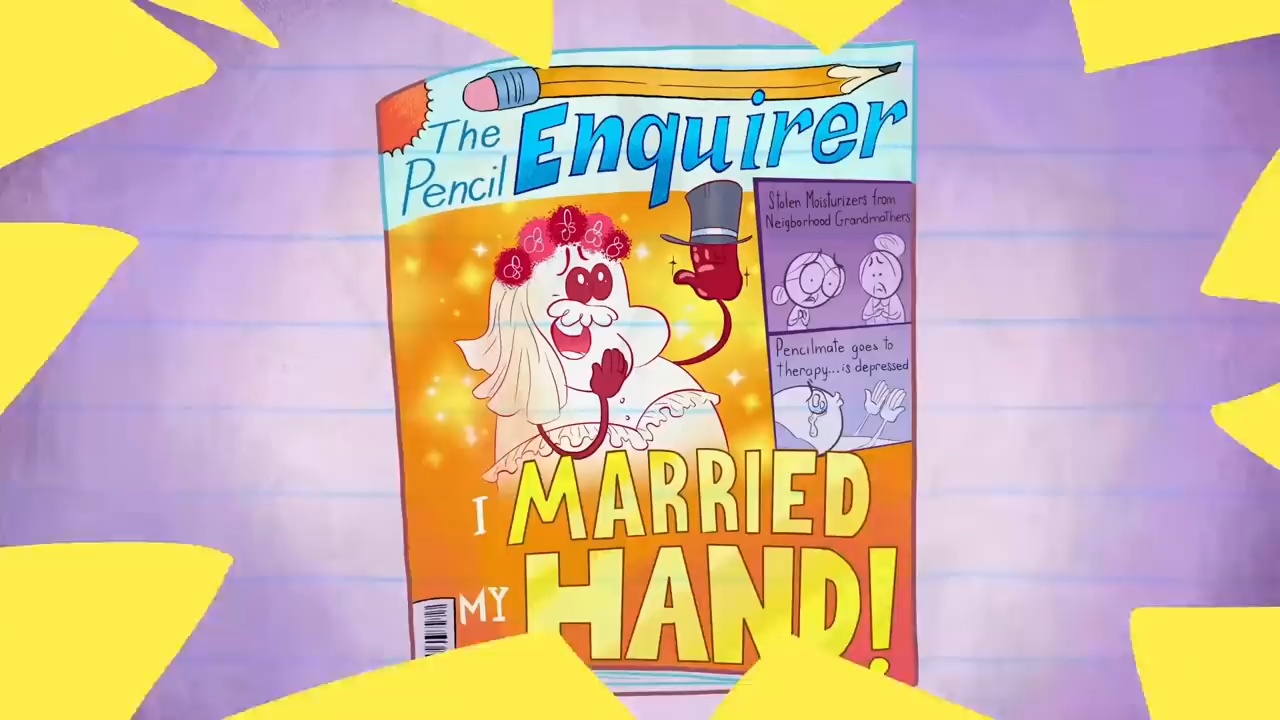 The
Pencil
Enquirer
Stolen Moisturizers from
Neigborhood Grandmothers
Pencilmate goes to
therapy...is depressed
I MARRIED
MY HAND!